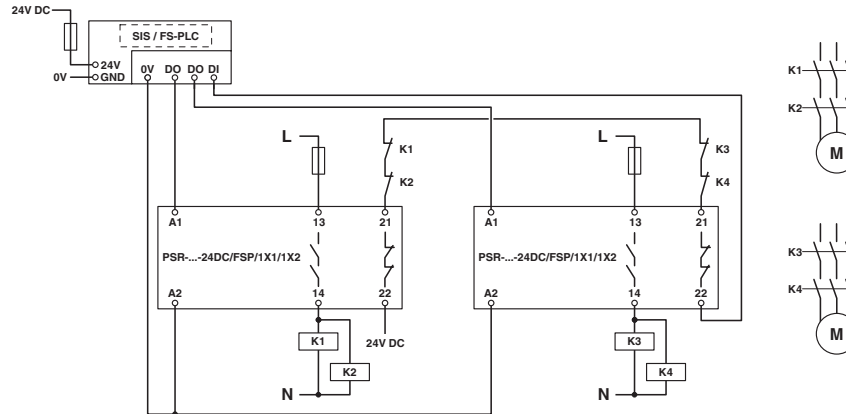 24V DC
SIS / FS-PLC
24V
0V
GND
0V DO DO DI
K1
K2
M
L
K1
K2
L
K3
K4
A1
13
21
PSR-...-24DC/FSP/1X1/1X2
A2
14
22
A1
13
21
PSR-...-24DC/FSP/1X1/1X2
A2
14
22
K1
K2
24V DC
N
K3
K4
N
K3
K4
M